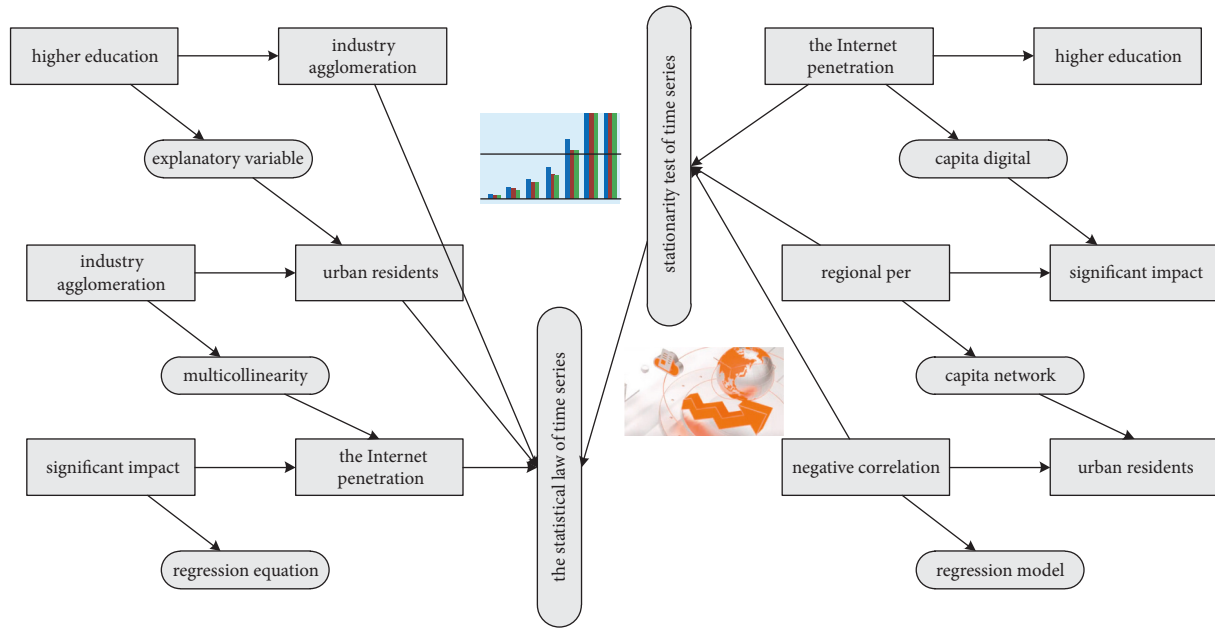 higher education
industry
agglomeration
explanatory variable
industry
agglomeration
urban residents
multicollinearity
significant impact
the Internet
penetration
regression equation
the statistical law of time series
stationarity test of time series
the Internet
penetration
higher education
capita digital
regional per
significant impact
capita network
negative correlation
urban residents
regression model